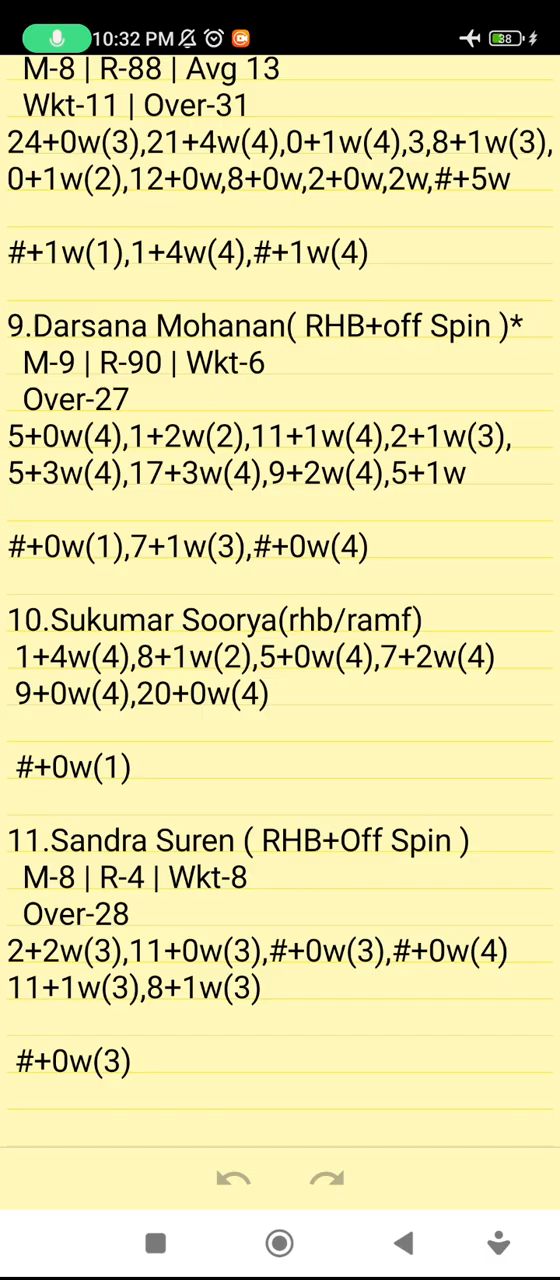 10:32 PM
38
M-8 | R-88 | Avg 13
Wkt-11 | Over-31
24+0w(3),21+4w(4),0+1w(4),3,8+1w(3),
0+1w(2),12+0w,8+0w,2+0w,2w,#+5w
#+1w(1),1+4w(4),#+1w(4)
9.Darsana Mohanan( RHB+off Spin )*
M-9 | R-90 | Wkt-6
Over-27
5+0w(4),1+2w(2),11+1w(4),2+1w(3),
5+3w(4),17+3w(4),9+2w(4),5+1w
#+0w(1),7+1w(3),#+0w(4)
10.Sukumar Soorya(rhb/ramf)
1+4w(4),8+1w(2),5+0w(4),7+2w(4)
9+0w(4),20+0w(4)
#+0w(1)
11.Sandra Suren ( RHB+Off Spin )
M-8 | R-4 | Wkt-8
Over-28
2+2w(3),11+0w(3),#+0w(3),#+0w(4)
11+1w(3),8+1w(3)
#+0w(3)